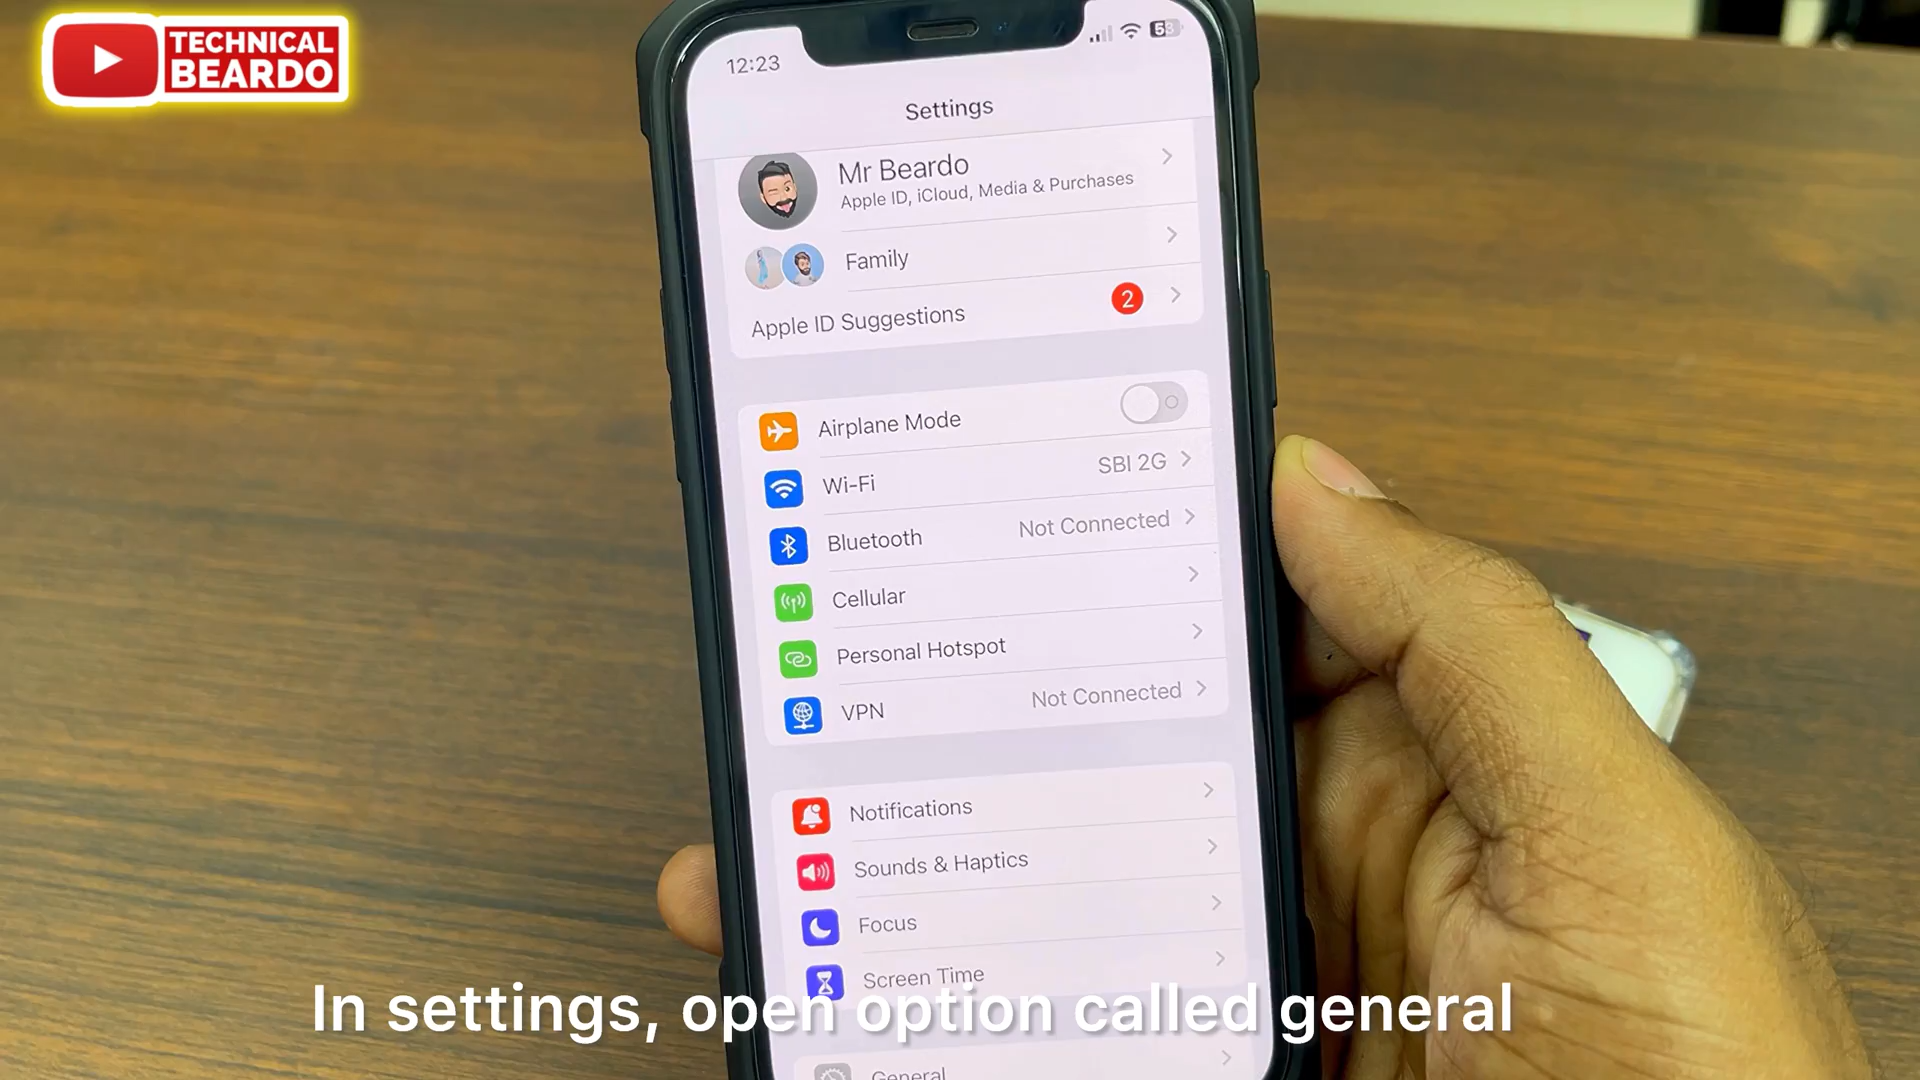 TECHNICAL
BEARDO
12:23
53
Settings
Mr Beardo
Apple ID, iCloud, Media & Purchases
Family
Apple ID Suggestions 2
Airplane Mode
Wi-Fi SBI 2G
Bluetooth Not Connected
Cellular
Personal Hotspot
VPN Not Connected
Notifications
Sounds & Haptics
Focus
Screen Time
In settings, open option called general
General